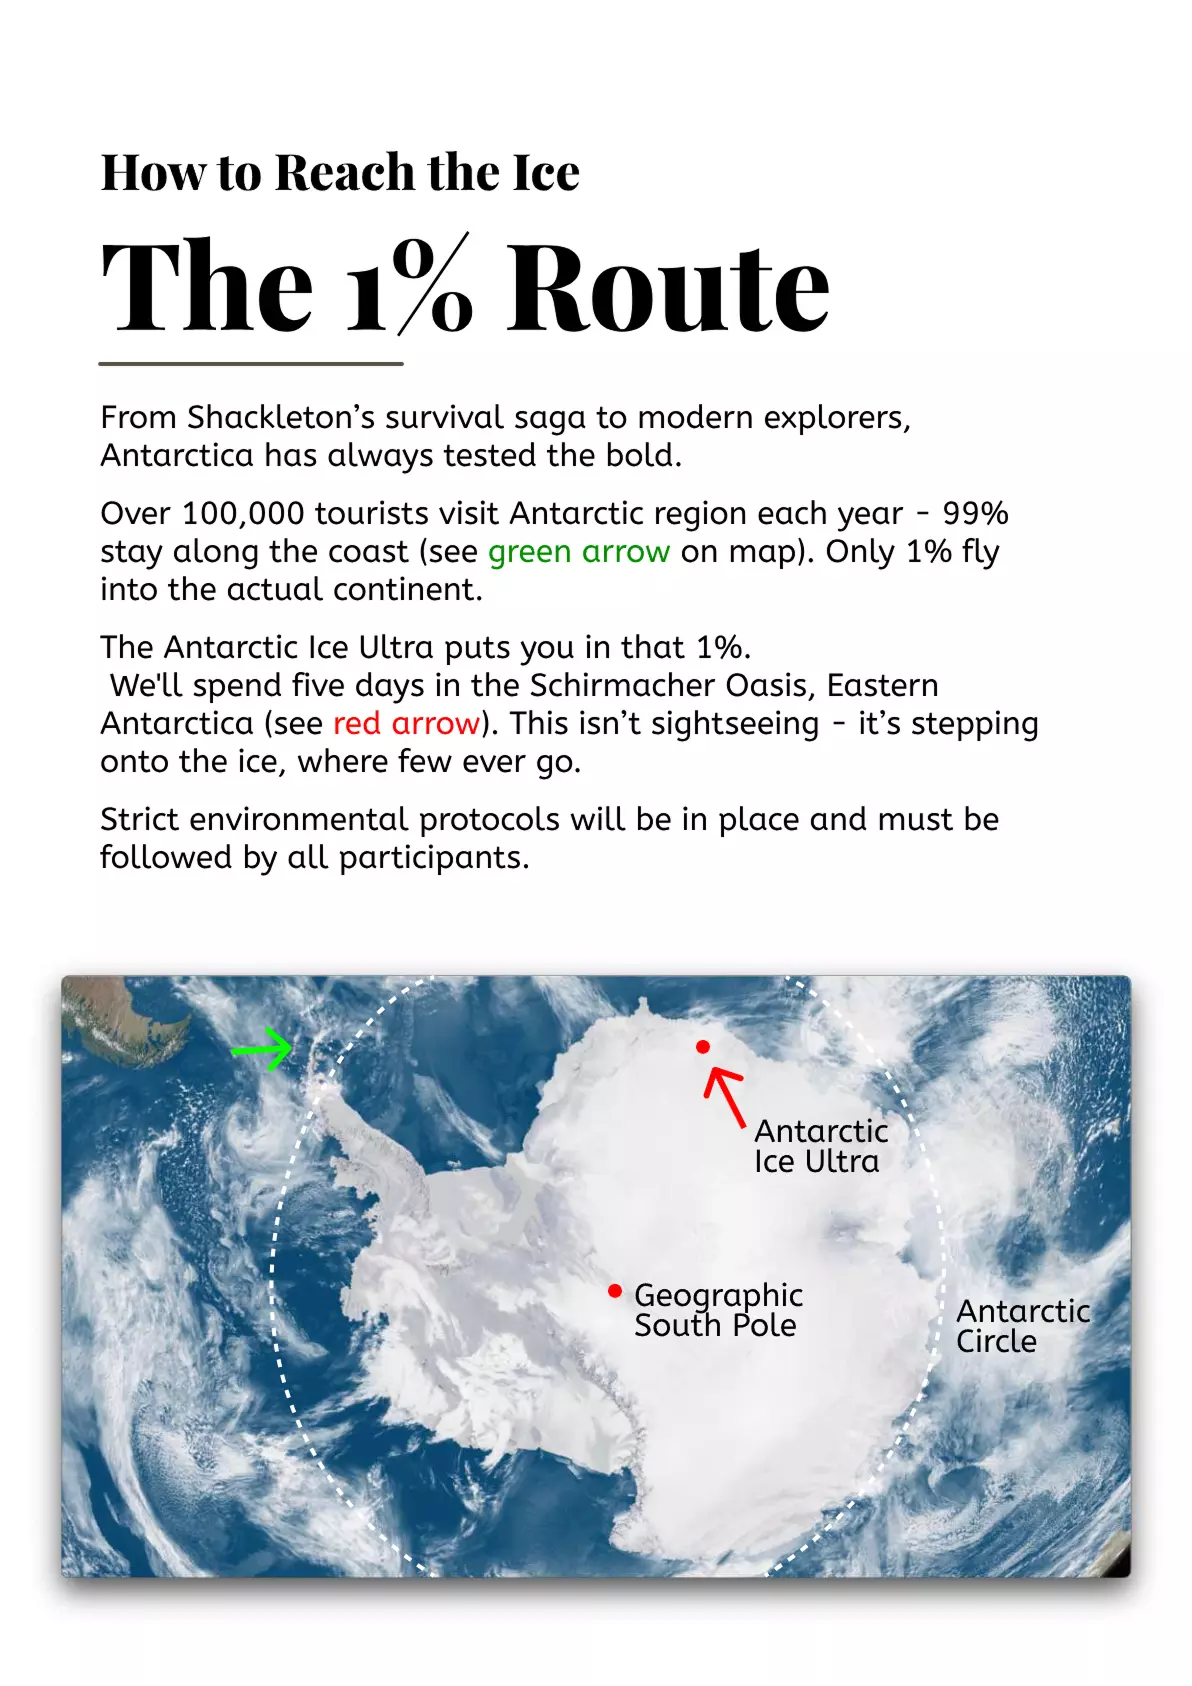 How to Reach the Ice
The 1% Route
From Shackleton’s survival saga to modern explorers,
Antarctica has always tested the bold.
Over 100,000 tourists visit Antarctic region each year - 99%
stay along the coast (see green arrow on map). Only 1% fly
into the actual continent.
The Antarctic Ice Ultra puts you in that 1%.
We'll spend five days in the Schirmacher Oasis, Eastern
Antarctica (see red arrow). This isn’t sightseeing - it’s stepping
onto the ice, where few ever go.
Strict environmental protocols will be in place and must be
followed by all participants.
Antarctic
Ice Ultra
Geographic
South Pole
Antarctic
Circle